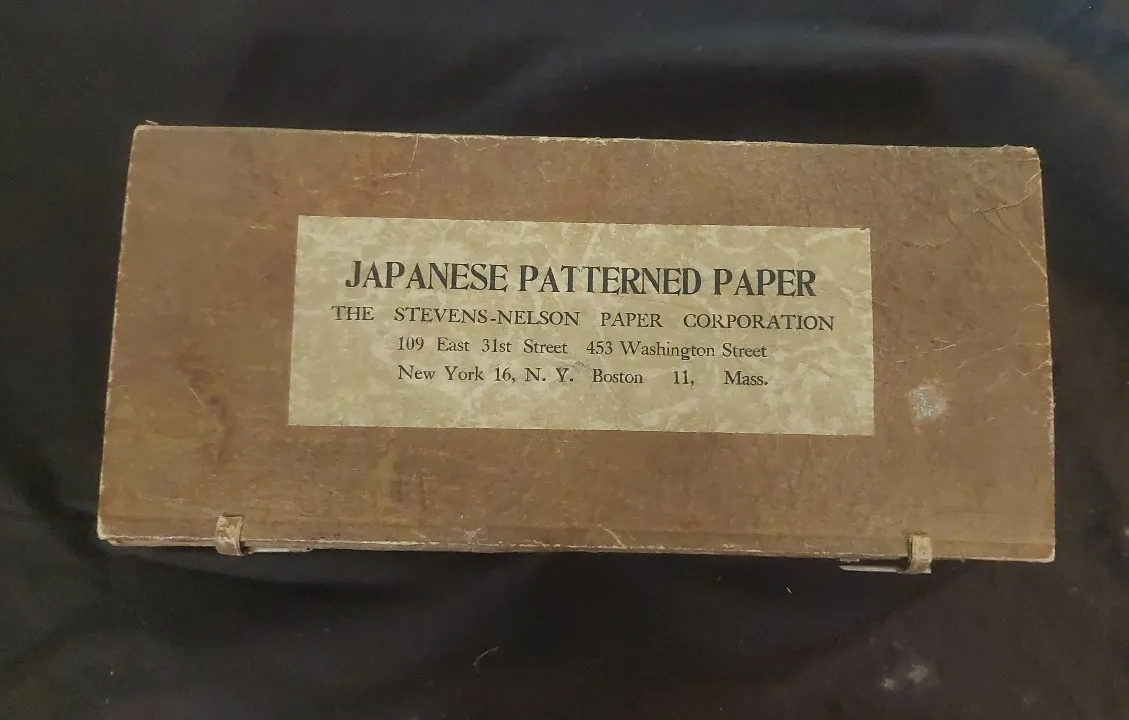 JAPANESE PATTERNED PAPER
THE STEVENS-NELSON PAPER CORPORATION
109 East 31st Street 453 Washington Street
New York 16, N. Y. Boston 11, Mass.